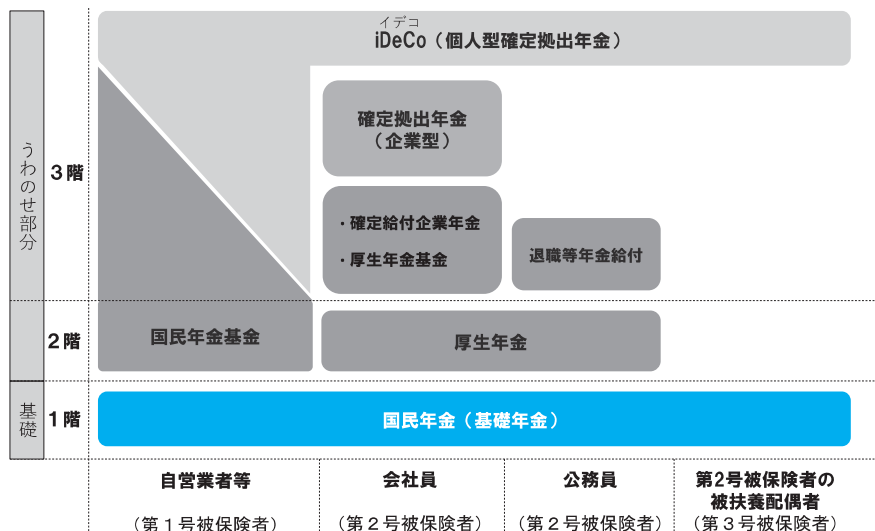 イデコ
iDeCo（個人型確定拠出年金）
うわのせ部分
3階
確定拠出年金
（企業型）
・確定給付企業年金
・厚生年金基金
退職等年金給付
2階
国民年金基金
厚生年金
基礎
1階
国民年金（基礎年金）
自営業者等
（第１号被保険者）
会社員
（第２号被保険者）
公務員
（第２号被保険者）
第2号被保険者の
被扶養配偶者
（第３号被保険者）